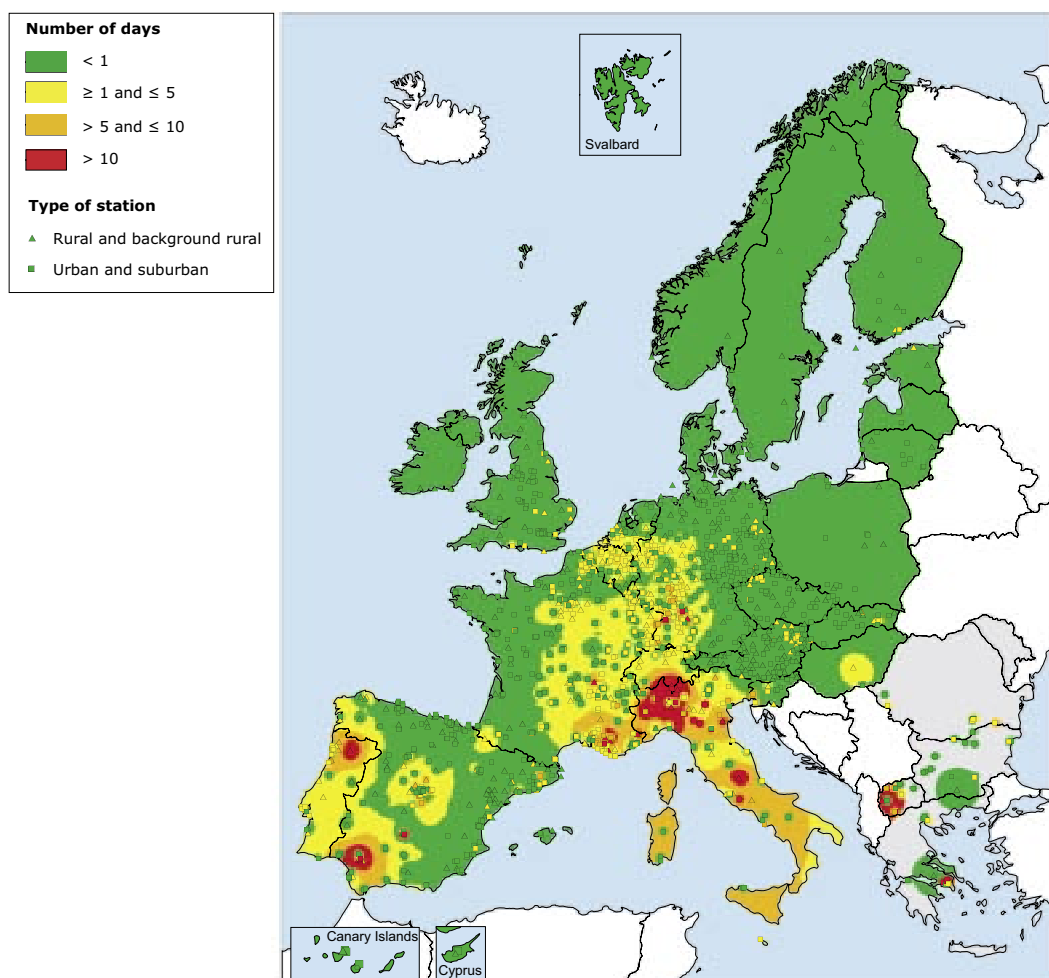 Number of days
< 1
≥ 1 and ≤ 5
> 5 and ≤ 10
> 10
Type of station
Rural and background rural
Urban and suburban
Svalbard
Canary Islands
Cyprus